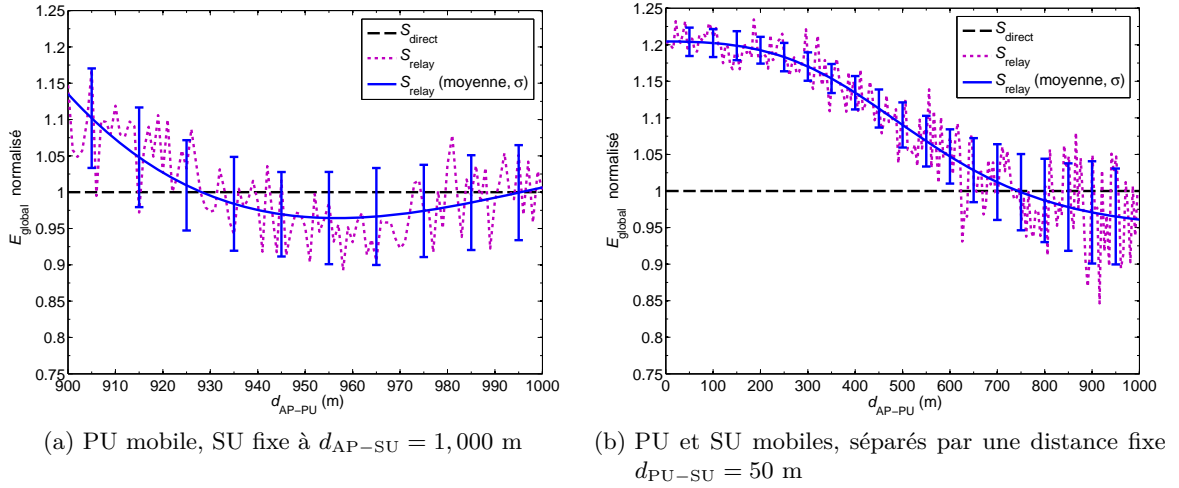 1.25
1.2
1.15
1.1
1.05
1
0.95
0.9
0.85
0.8
0.75
E_global normalisé
S_direct
S_relay
S_relay (moyenne, σ)
900 910 920 930 940 950 960 970 980 990 1000
d_AP−PU (m)
(a) PU mobile, SU fixe à d_AP−SU = 1,000 m
1.25
1.2
1.15
1.1
1.05
1
0.95
0.9
0.85
0.8
0.75
E_global normalisé
S_direct
S_relay
S_relay (moyenne, σ)
0 100 200 300 400 500 600 700 800 900 1000
d_AP−PU (m)
(b) PU et SU mobiles, séparés par une distance fixe
d_PU−SU = 50 m